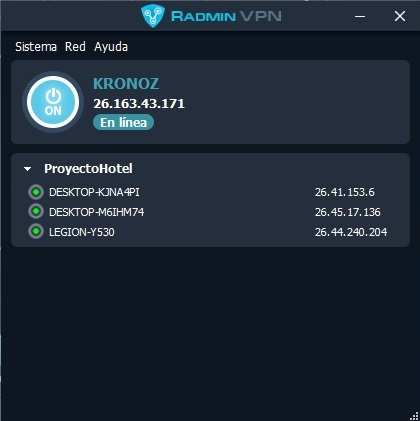 RADMIN VPN
Sistema Red Ayuda
KRONOZ
26.163.43.171
ON
En línea
ProyectoHotel
DESKTOP-KJNA4PI 26.41.153.6
DESKTOP-M6IHM74 26.45.17.136
LEGION-Y530 26.44.240.204